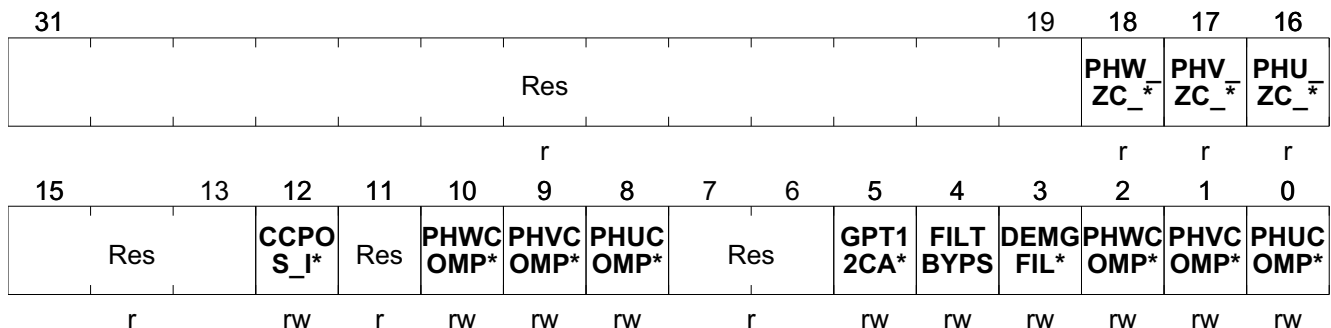 31 19 18 17 16
Res PHW_ PHV_ PHU_
ZC_* ZC_* ZC_*
r r r r
15 13 12 11 10 9 8 7 6 5 4 3 2 1 0
Res CCPO Res PHWC PHVC PHUC Res GPT1 FILT DEMG PHWC PHVC PHUC
S_I* OMP* OMP* OMP* 2CA* BYPS FIL* OMP* OMP* OMP*
r rw r rw rw rw r rw rw rw rw rw rw